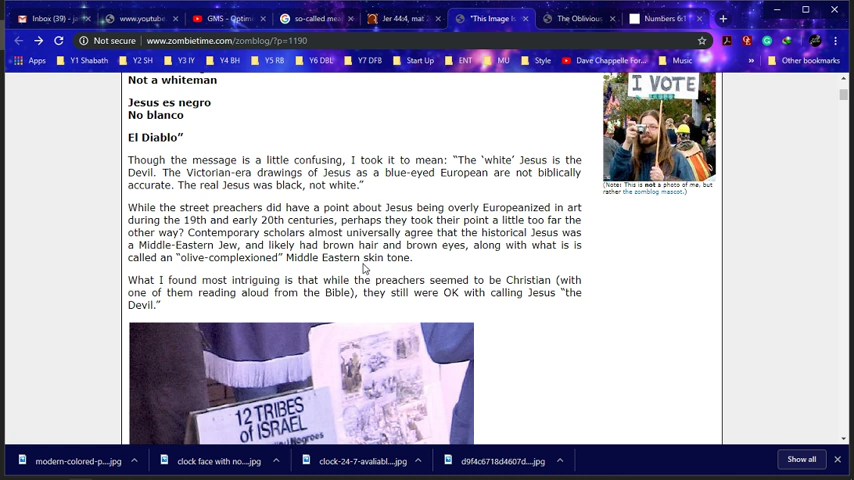 Inbox (39) - j
www.youtube
GMS - Optim
so-called me
Jer 44:4, mat
"This Image Is
The Oblivious
Numbers 6:1
Not secure www.zombietime.com/zomblog/?p=1190
Apps Y1 Shabath Y2 SH Y3 IY Y4 BH Y5 RB Y6 DBL Y7 DFB Start Up ENT MU Style Dave Chappelle For... Music » Other bookmarks
Not a whiteman
Jesus es negro
No blanco
El Diablo”
Though the message is a little confusing, I took it to mean: “The ‘white’ Jesus is the
Devil. The Victorian-era drawings of Jesus as a blue-eyed European are not biblically
accurate. The real Jesus was black, not white.”
While the street preachers did have a point about Jesus being overly Europeanized in art
during the 19th and early 20th centuries, perhaps they took their point a little too far the
other way? Contemporary scholars almost universally agree that the historical Jesus was
a Middle-Eastern Jew, and likely had brown hair and brown eyes, along with what is is
called an “olive-complexioned” Middle Eastern skin tone.
What I found most intriguing is that while the preachers seemed to be Christian (with
one of them reading aloud from the Bible), they still were OK with calling Jesus “the
Devil.”
I VOTE
(Note: This is not a photo of me, but
rather the zomblog mascot.)
12 TRIBES
of ISRAEL
Negroes
modern-colored-p....jpg
clock face with no....jpg
clock-24-7-avaliabl....jpg
d9f4c6718d4607d....jpg
Show all